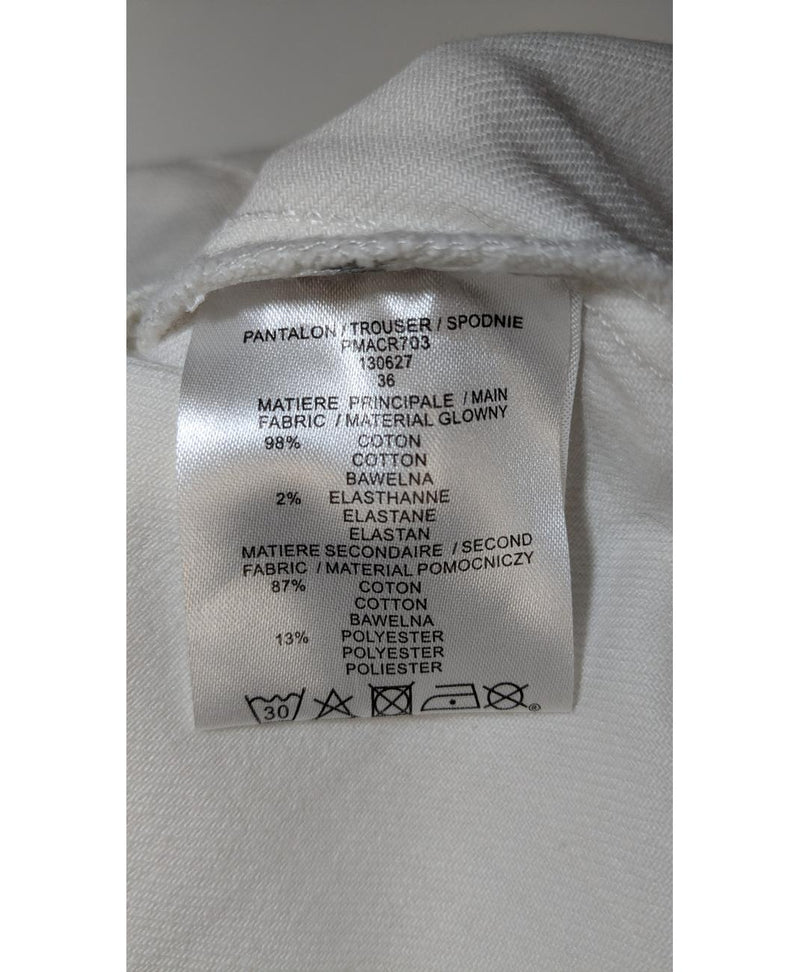 PANTALON / TROUSER / SPODNIE
PMACR703
130627
36
MATIERE PRINCIPALE / MAIN
FABRIC / MATERIAL GLOWNY
98% COTON
COTTON
BAWELNA
2% ELASTHANNE
ELASTANE
ELASTAN
MATIERE SECONDAIRE / SECOND
FABRIC / MATERIAL POMOCNICZY
87% COTON
COTTON
BAWELNA
13% POLYESTER
POLYESTER
POLIESTER
30 ®